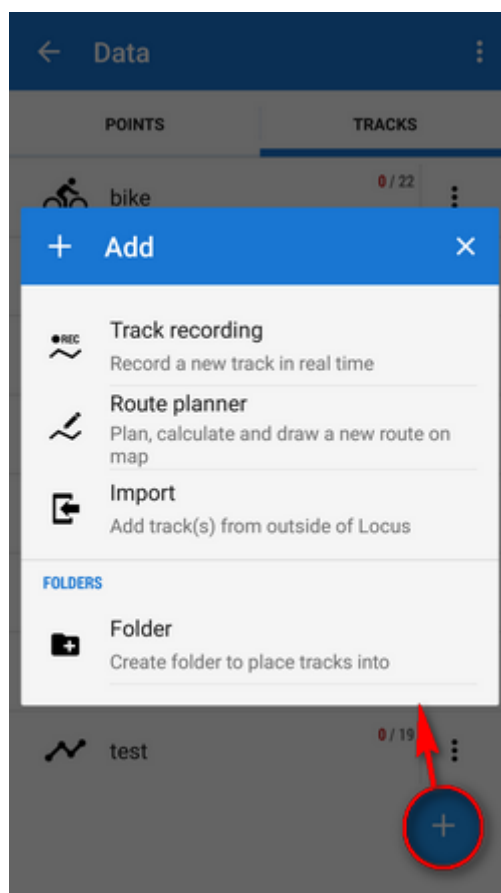 Data
POINTS TRACKS
bike 0 / 22
Add
Track recording
REC
Record a new track in real time
Route planner
Plan, calculate and draw a new route on
map
Import
Add track(s) from outside of Locus
FOLDERS
Folder
Create folder to place tracks into
test 0 / 19